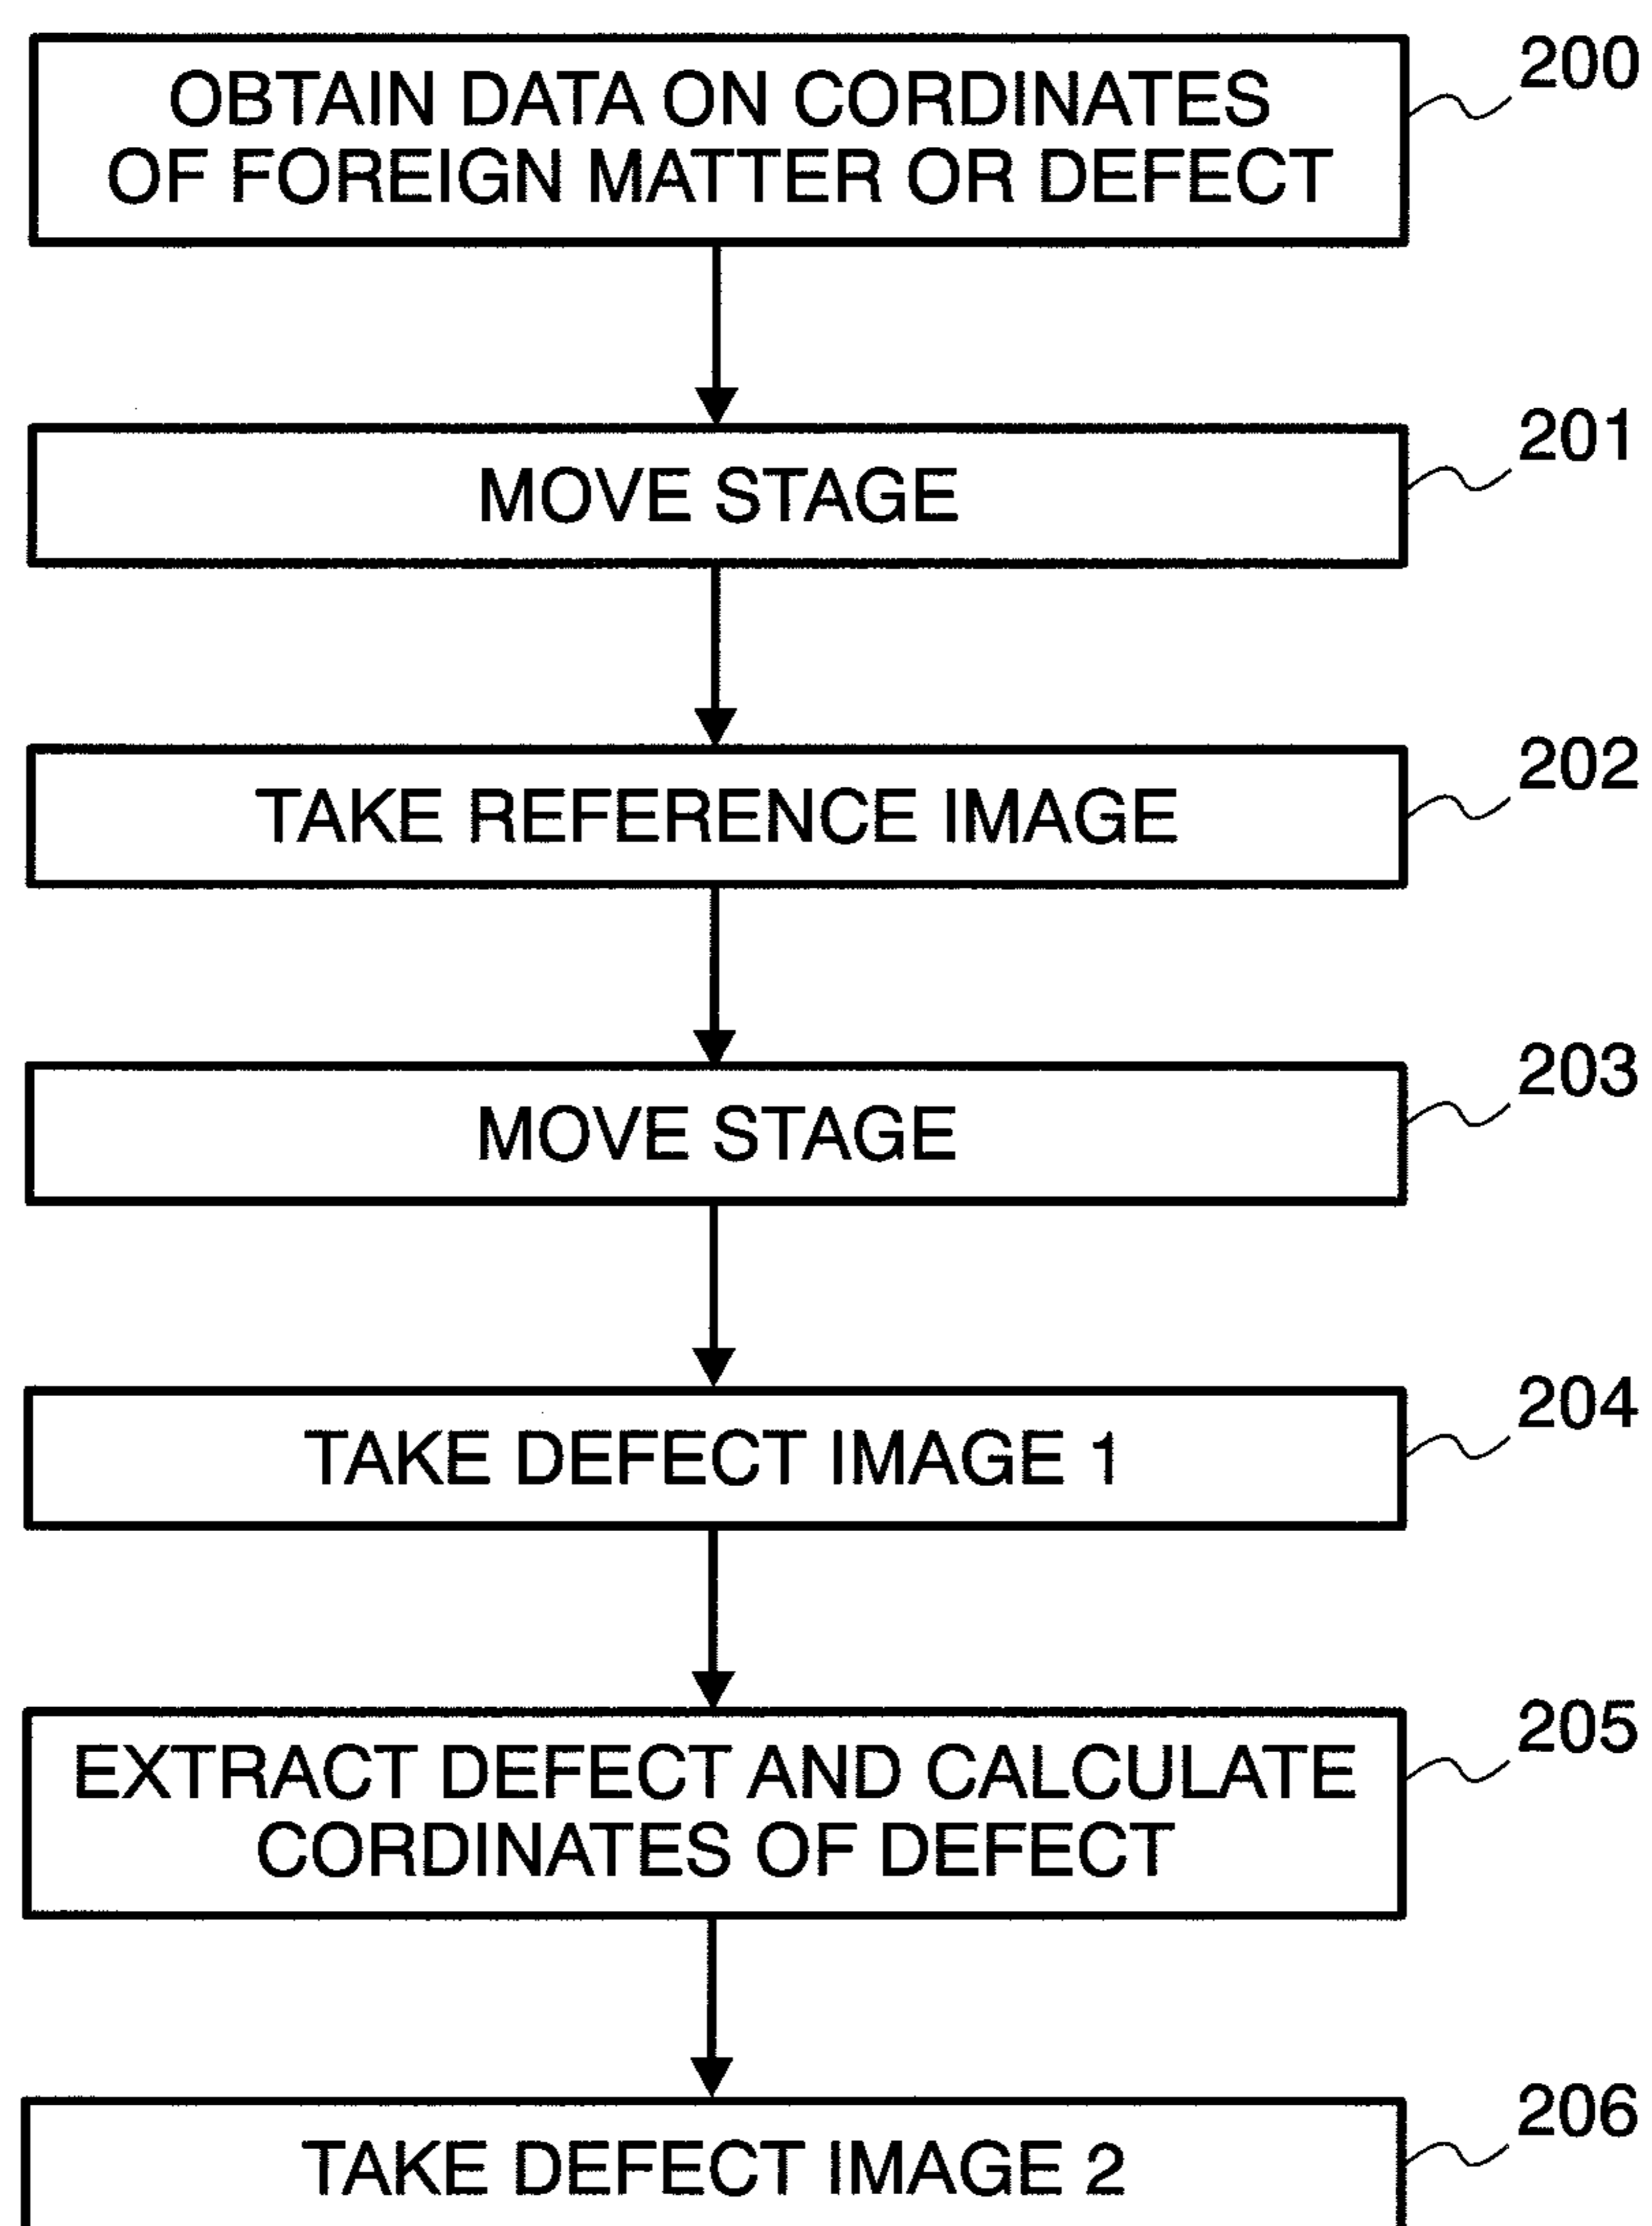 OBTAIN DATA ON CORDINATES
OF FOREIGN MATTER OR DEFECT
200
MOVE STAGE
201
TAKE REFERENCE IMAGE
202
MOVE STAGE
203
TAKE DEFECT IMAGE 1
204
EXTRACT DEFECT AND CALCULATE
CORDINATES OF DEFECT
205
TAKE DEFECT IMAGE 2
206